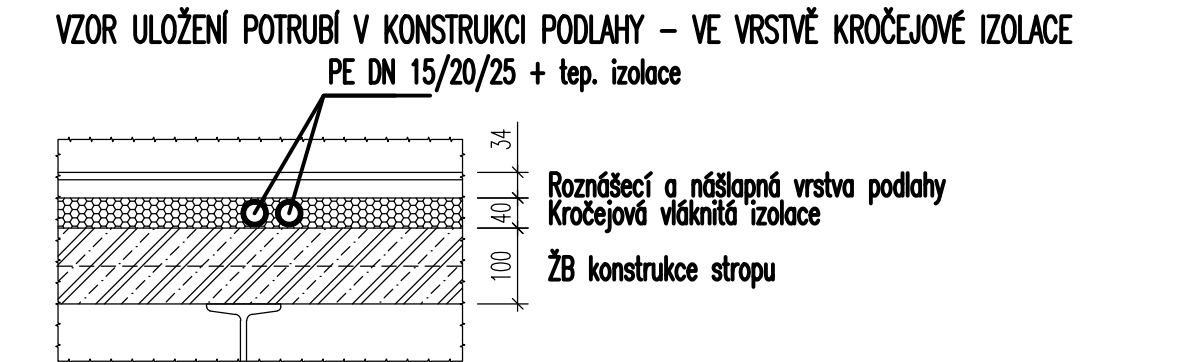 VZOR ULOŽENÍ POTRUBÍ V KONSTRUKCI PODLAHY – VE VRSTVĚ KROČEJOVÉ IZOLACE
PE DN 15/20/25 + tep. izolace
34
Roznášecí a nášlapná vrstva podlahy
40
Kročejová vláknitá izolace
100
ŽB konstrukce stropu